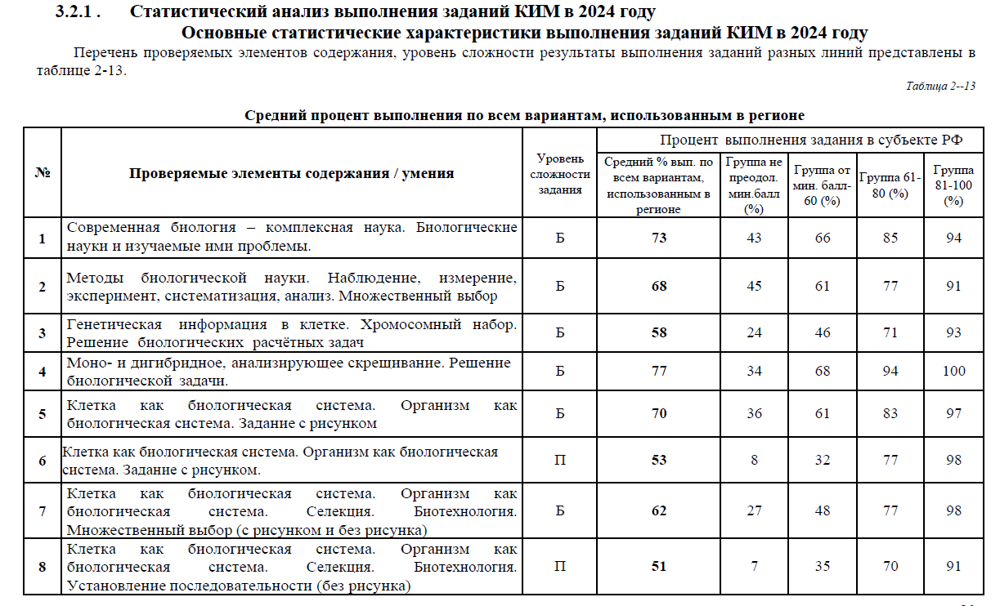 3.2.1 . Статистический анализ выполнения заданий КИМ в 2024 году
Основные статистические характеристики выполнения заданий КИМ в 2024 году
Перечень проверяемых элементов содержания, уровень сложности результаты выполнения заданий разных линий представлены в
таблице 2-13.
Таблица 2--13
Средний процент выполнения по всем вариантам, использованным в регионе
№
Проверяемые элементы содержания / умения
Уровень
сложности
задания
Процент выполнения задания в субъекте РФ
Средний % вып. по
всем вариантам,
использованным в
регионе
Группа не
преодол.
мин.балл
(%)
Группа от
мин. балл-
60 (%)
Группа 61-
80 (%)
Группа
81-100
(%)
1
Современная биология – комплексная наука. Биологические
науки и изучаемые ими проблемы.
Б
73
43
66
85
94
2
Методы биологической науки. Наблюдение, измерение,
эксперимент, систематизация, анализ. Множественный выбор
Б
68
45
61
77
91
3
Генетическая информация в клетке. Хромосомный набор.
Решение биологических расчётных задач
Б
58
24
46
71
93
4
Моно- и дигибридное, анализирующее скрещивание. Решение
биологической задачи.
Б
77
34
68
94
100
5
Клетка как биологическая система. Организм как
биологическая система. Задание с рисунком
Б
70
36
61
83
97
6
Клетка как биологическая система. Организм как биологическая
система. Задание с рисунком.
П
53
8
32
77
98
7
Клетка как биологическая система. Организм как
биологическая система. Селекция. Биотехнология.
Множественный выбор (с рисунком и без рисунка)
Б
62
27
48
77
98
8
Клетка как биологическая система. Организм как
биологическая система. Селекция. Биотехнология.
Установление последовательности (без рисунка)
П
51
7
35
70
91